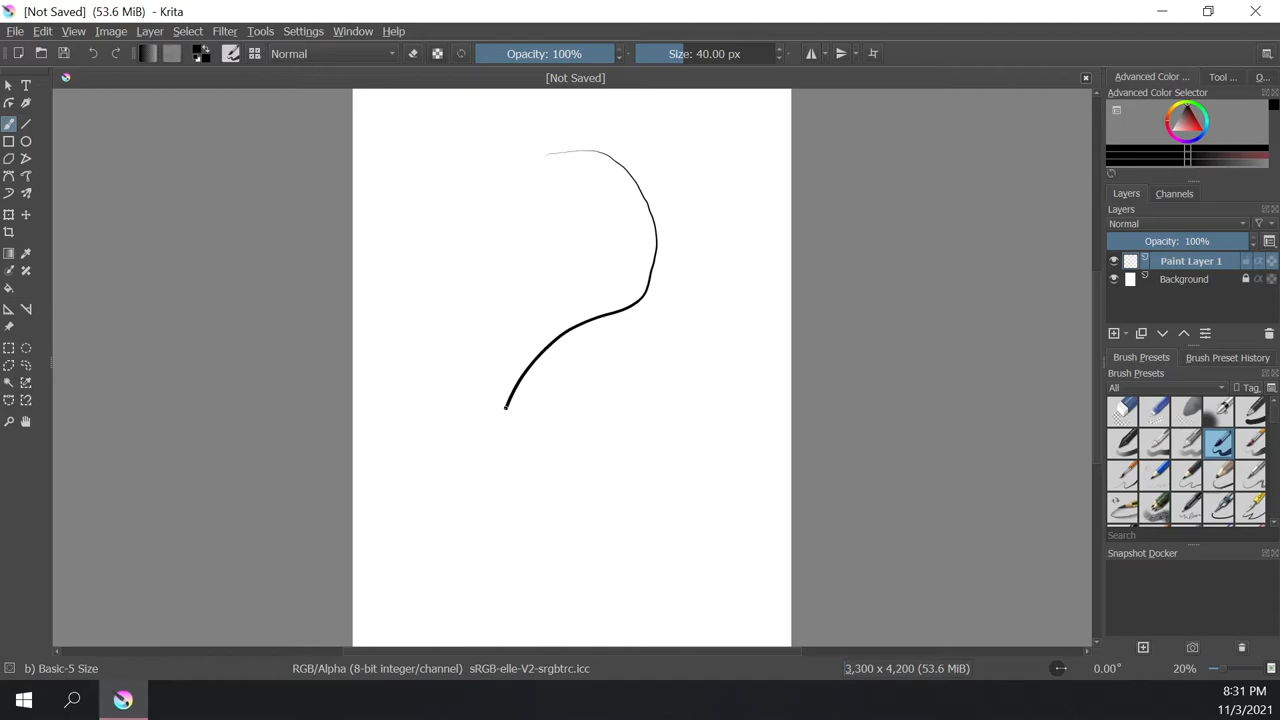 [Not Saved]  (53.6 MiB)  - Krita
File Edit View Image Layer Select Filter Tools Settings Window Help
Normal
Opacity: 100%
Size: 40.00 px
[Not Saved]
Advanced Color ...
Tool ...
O...
Advanced Color Selector
Layers
Channels
Layers
Normal
Opacity:  100%
Paint Layer 1
Background
Brush Presets
Brush Preset History
Brush Presets
All
Tag
Search
Snapshot Docker
b) Basic-5 Size
RGB/Alpha (8-bit integer/channel)  sRGB-elle-V2-srgbtrc.icc
3,300 x 4,200 (53.6 MiB)
0.00°
20%
8:31 PM
11/3/2021